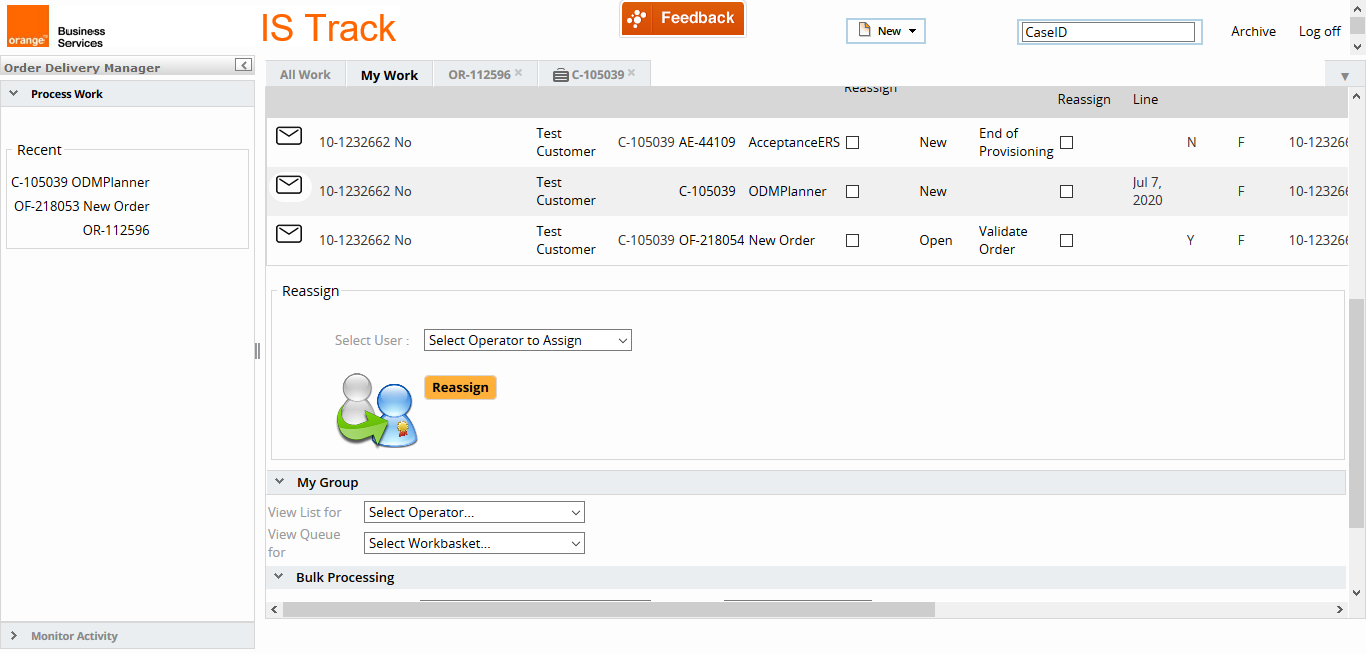 orange™
Business
Services
IS Track
Feedback
New
CaseID
Archive
Log off
Order Delivery Manager
Process Work
Recent
C-105039 ODMPlanner
OF-218053 New Order
OR-112596
Monitor Activity
All Work
My Work
OR-112596 ×
C-105039 ×
Reassign
Reassign Line
10-1232662 No Test Customer C-105039 AE-44109 AcceptanceERS New End of Provisioning N F 10-123266
10-1232662 No Test Customer C-105039 ODMPlanner New Jul 7, 2020 F 10-123266
10-1232662 No Test Customer C-105039 OF-218054 New Order Open Validate Order Y F 10-123266
Reassign
Select User :
Select Operator to Assign
Reassign
My Group
View List for
Select Operator...
View Queue for
Select Workbasket...
Bulk Processing